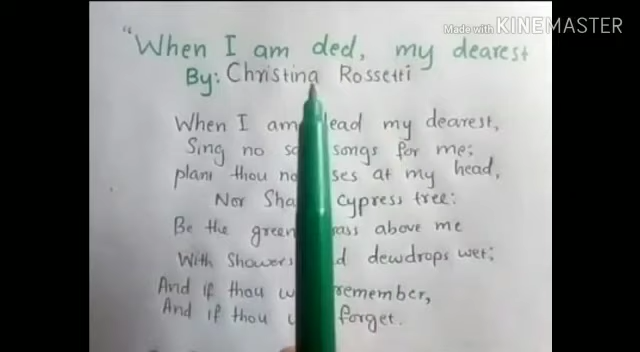 Made with KINEMASTER
"When I am ded, my dearest
By: Christina Rossetti
When I am lead my dearest,
Sing no s songs for me;
plant thou no ses at my head,
Nor Sha cypress tree:
Be the green ass above me
With Showers d dewdrops wet;
And if thou w remember,
And if thou forget.